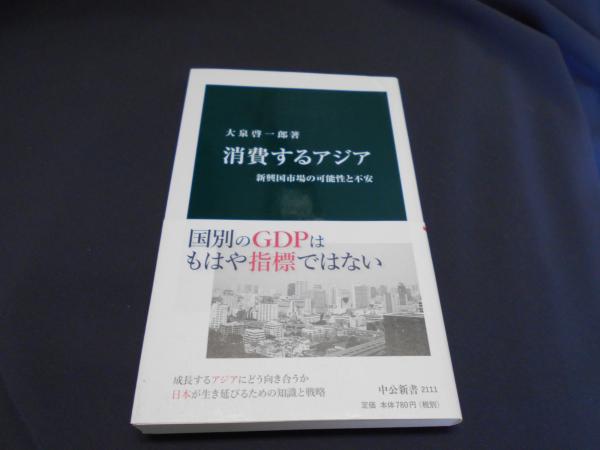 大泉啓一郎著
消費するアジア
新興国市場の可能性と不安
国別のGDPは
もはや指標ではない
成長するアジアにどう向き合うか
日本が生き延びるための知識と戦略
中公新書 2111
定価 本体780円(税別)